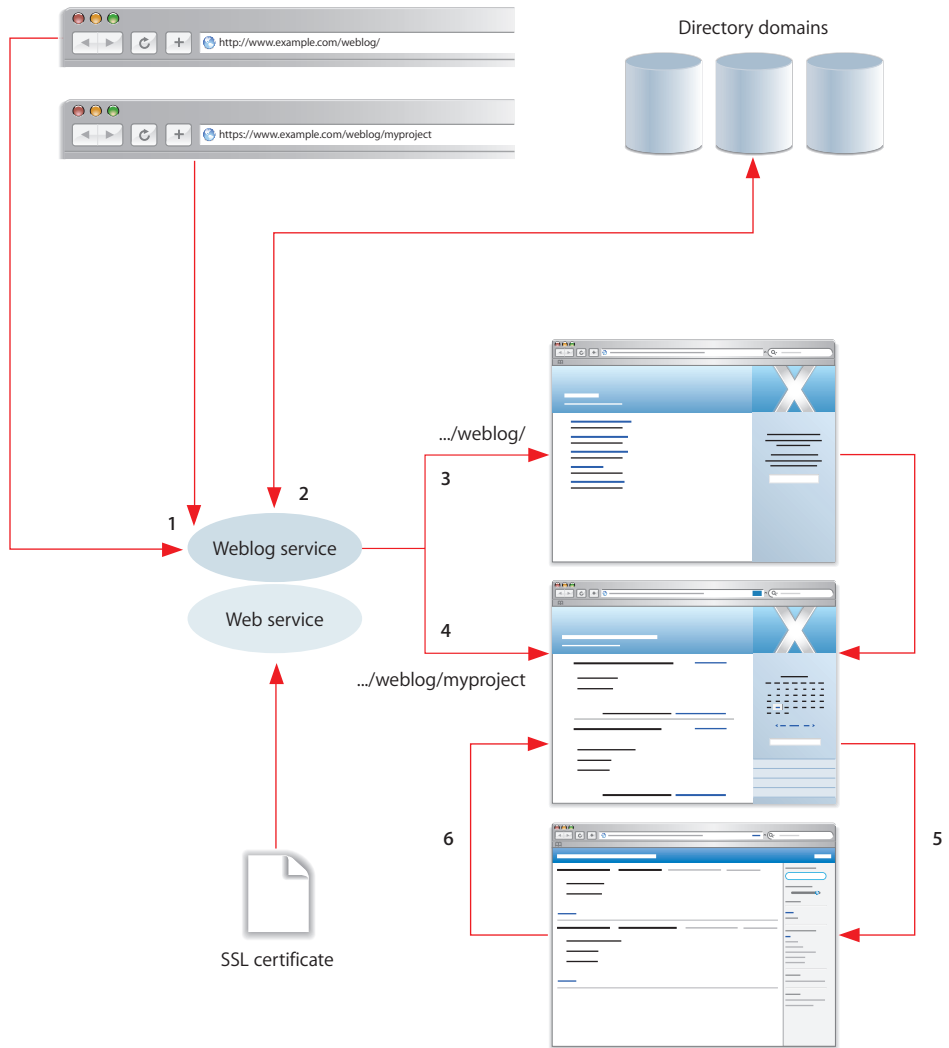 http://www.example.com/weblog/
Directory domains
https://www.example.com/weblog/myproject
.../weblog/
3
2
1
Weblog service
Web service
4
.../weblog/myproject
6
5
SSL certificate